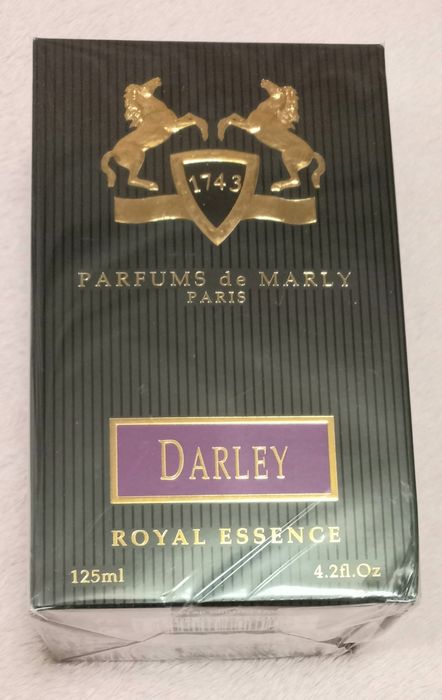 1743
PARFUMS de MARLY
PARIS
DARLEY
ROYAL ESSENCE
125ml 4.2fl.Oz